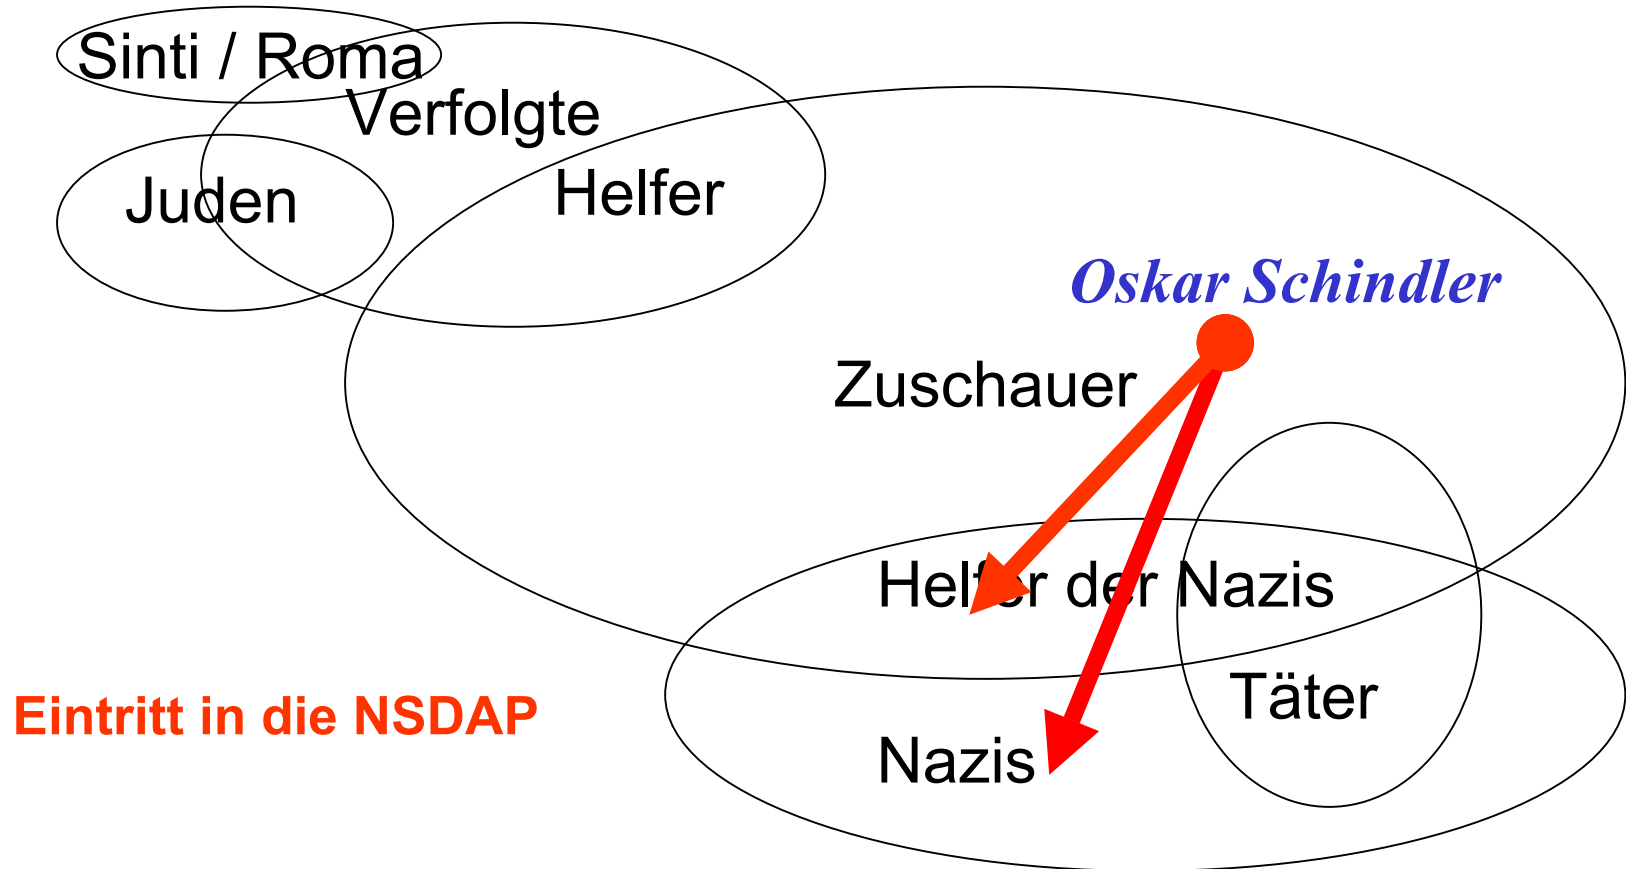 Sinti / Roma
Verfolgte
Juden
Helfer
Oskar Schindler
Zuschauer
Helfer der Nazis
Täter
Eintritt in die NSDAP
Nazis